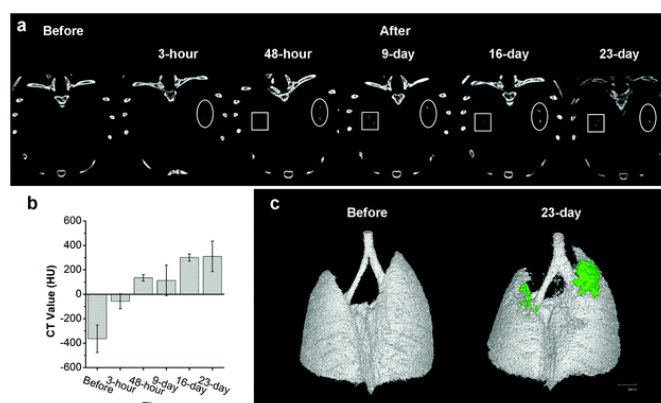 a
Before
After
3-hour
48-hour
9-day
16-day
23-day
b
CT Value (HU)
600
400
200
0
-200
-400
-600
Before
3-hour
48-hour
9-day
16-day
23-day
c
Before
23-day